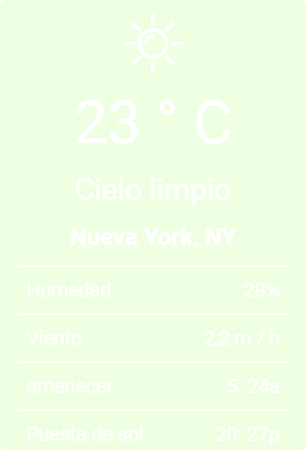 23 ° C
Cielo limpio
Nueva York, NY
Humedad 28%
Viento 2,2 m / h
amanecer 5: 24a
Puesta de sol 20: 27p